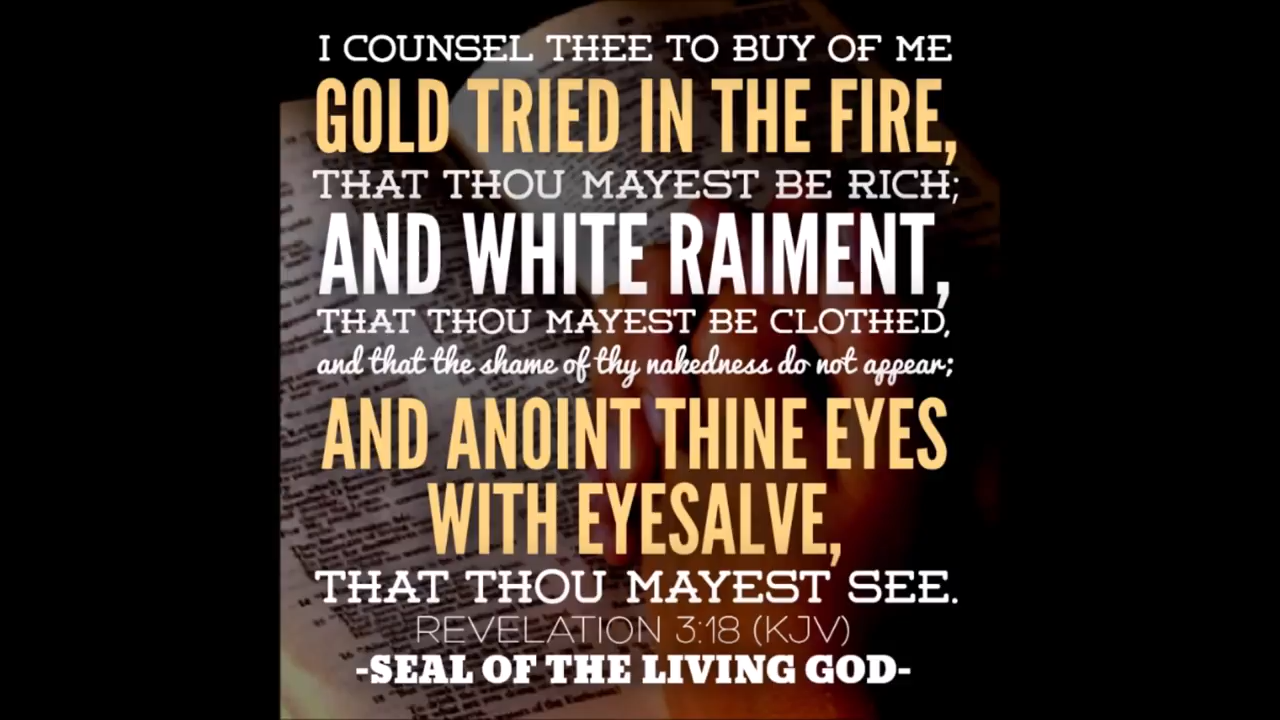 I COUNSEL THEE TO BUY OF ME
GOLD TRIED IN THE FIRE,
THAT THOU MAYEST BE RICH;
AND WHITE RAIMENT,
THAT THOU MAYEST BE CLOTHED,
and that the shame of thy nakedness do not appear;
AND ANOINT THINE EYES
WITH EYESALVE,
THAT THOU MAYEST SEE.
REVELATION 3:18 (KJV)
-SEAL OF THE LIVING GOD-